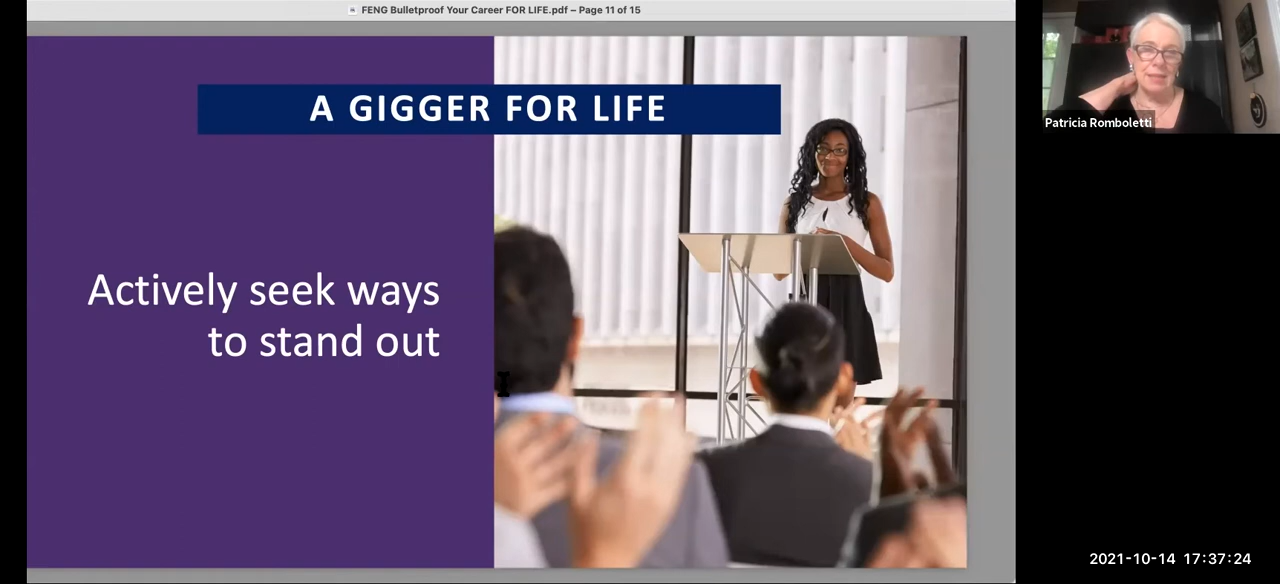 FENG Bulletproof Your Career FOR LIFE.pdf – Page 11 of 15
A GIGGER FOR LIFE
Actively seek ways
to stand out
Patricia Romboletti
2021-10-14 17:37:24